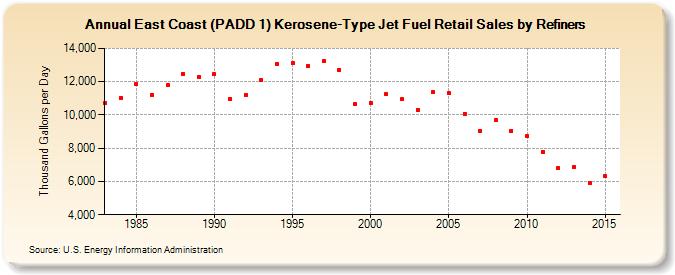 Annual East Coast (PADD 1) Kerosene-Type Jet Fuel Retail Sales by Refiners
Thousand Gallons per Day
14,000
12,000
10,000
8,000
6,000
4,000
1985 1990 1995 2000 2005 2010 2015
Source: U.S. Energy Information Administration